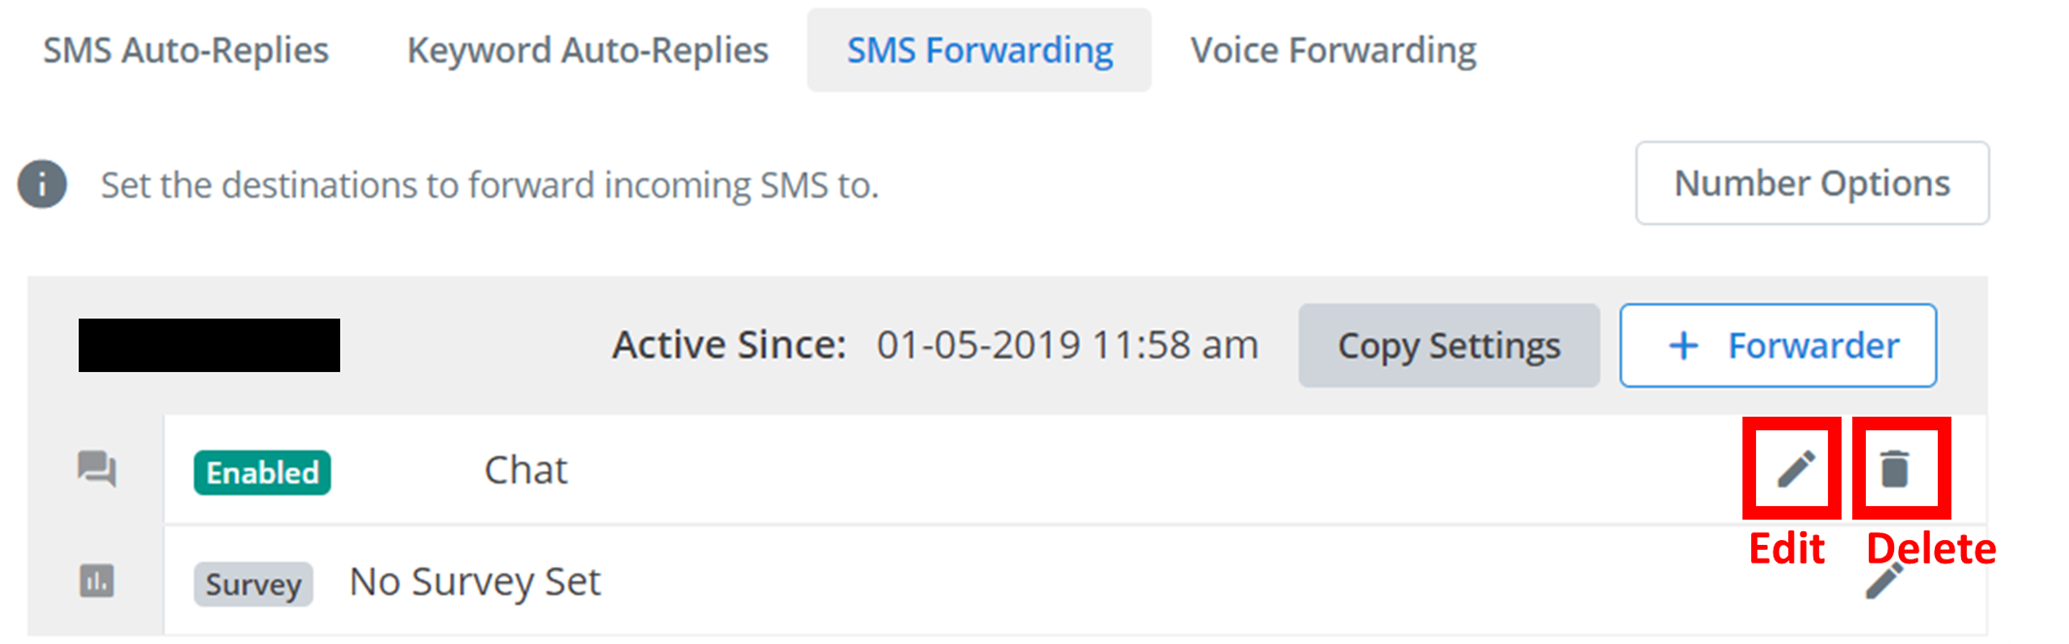 SMS Auto-Replies Keyword Auto-Replies SMS Forwarding Voice Forwarding
Set the destinations to forward incoming SMS to. Number Options
Active Since: 01-05-2019 11:58 am Copy Settings + Forwarder
Enabled Chat
Edit Delete
Survey No Survey Set